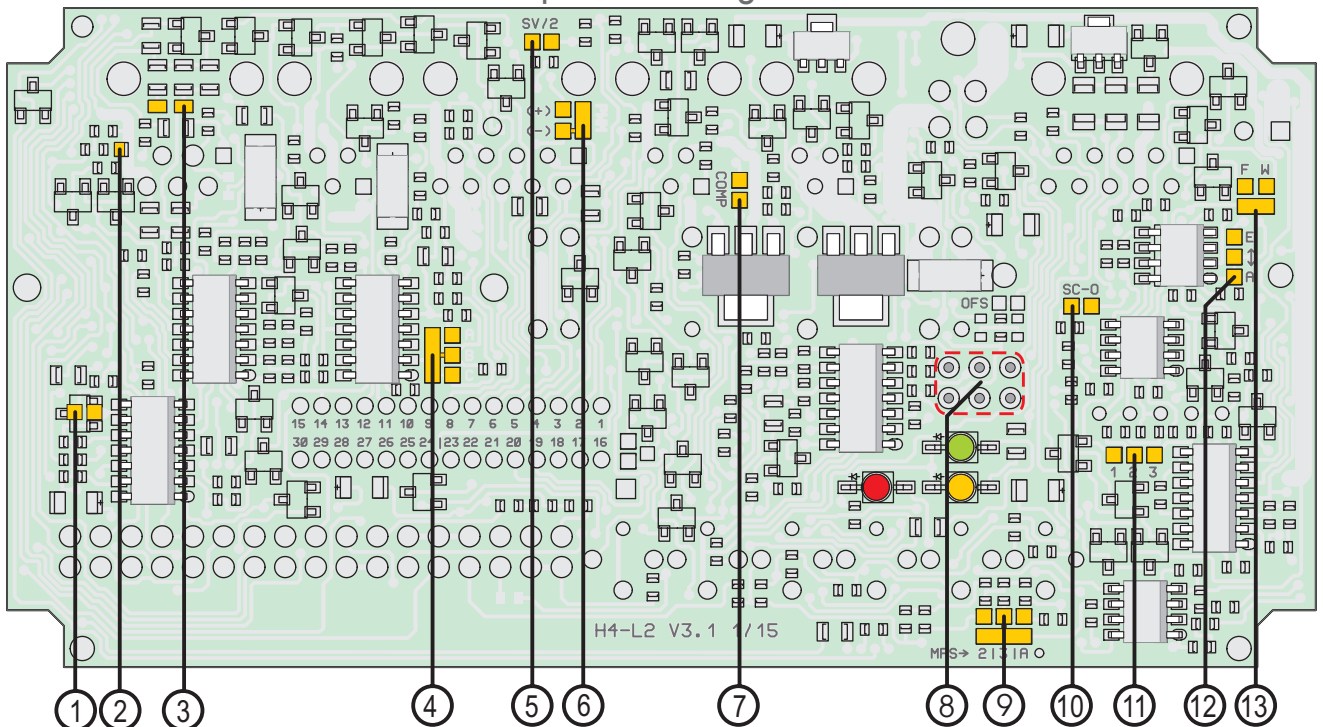 SV/2
(+)
(-)
COMP
F W
E
↕
A
SC-O
OFS
15 14 13 12 11 10 9 8 7 6 5 4 3 2 1
30 29 28 27 26 25 24 23 22 21 20 19 18 17 16
1 2 3
H4-L2 V3.1 1/15
MRS→ 2|3|A
1 2 3 4 5 6 7 8 9 10 11 12 13